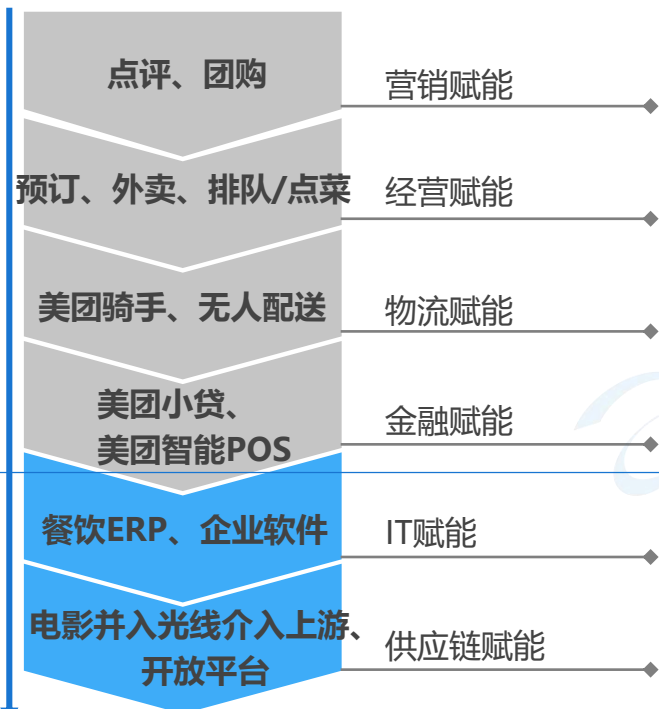 点评、团购
营销赋能
预订、外卖、排队/点菜
经营赋能
美团骑手、无人配送
物流赋能
美团小贷、
美团智能POS
金融赋能
餐饮ERP、企业软件
IT赋能
电影并入光线介入上游、
开放平台
供应链赋能